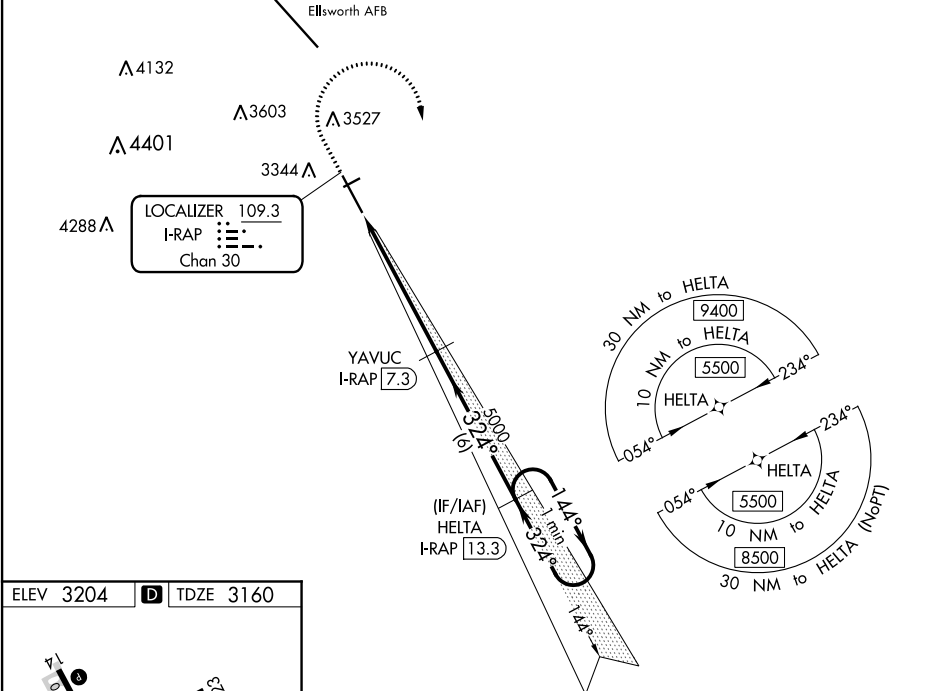 Ellsworth AFB
4132
3603
3527
4401
3344
4288
LOCALIZER 109.3
I-RAP
Chan 30
YAVUC
I-RAP 7.3
5000
324°
(6)
(IF/IAF)
HELTA
I-RAP 13.3
144°
1 min
324°
144°
30 NM to HELTA
9400
10 NM to HELTA
5500
HELTA
234°
054°
234°
HELTA
054°
5500
10 NM to HELTA
8500
30 NM to HELTA (NoPT)
ELEV 3204 D TDZE 3160
14
P
23